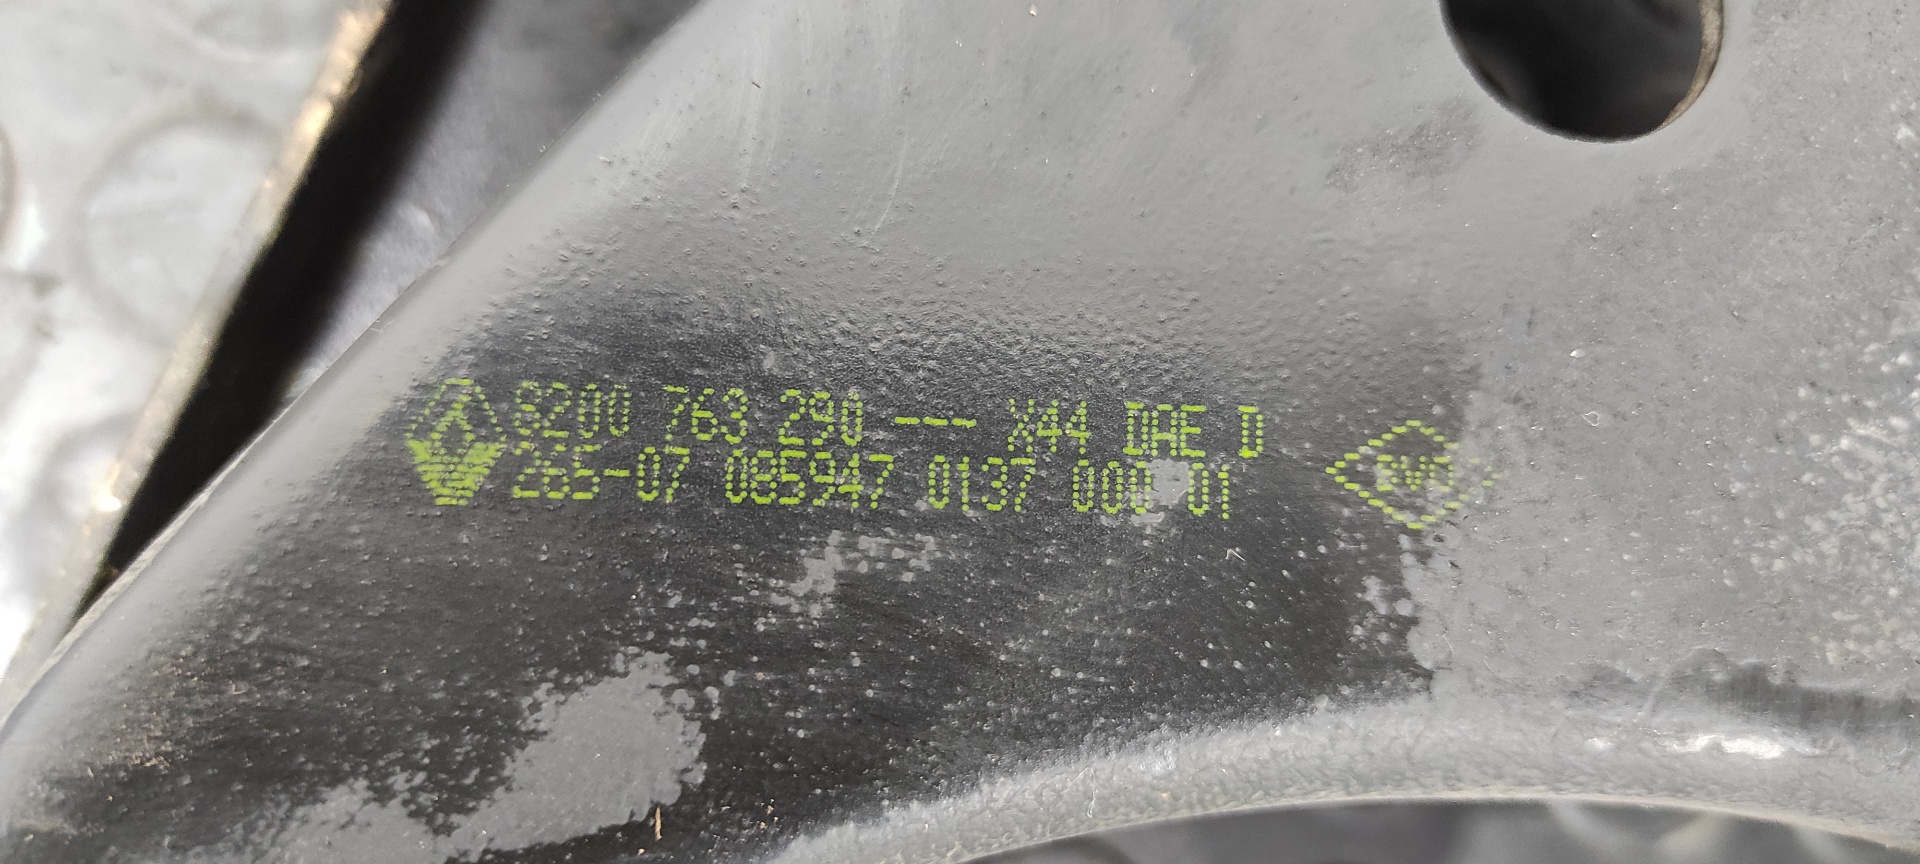 8200 763 290 --- X44 DAE D
265-07 085947 0137 000 01